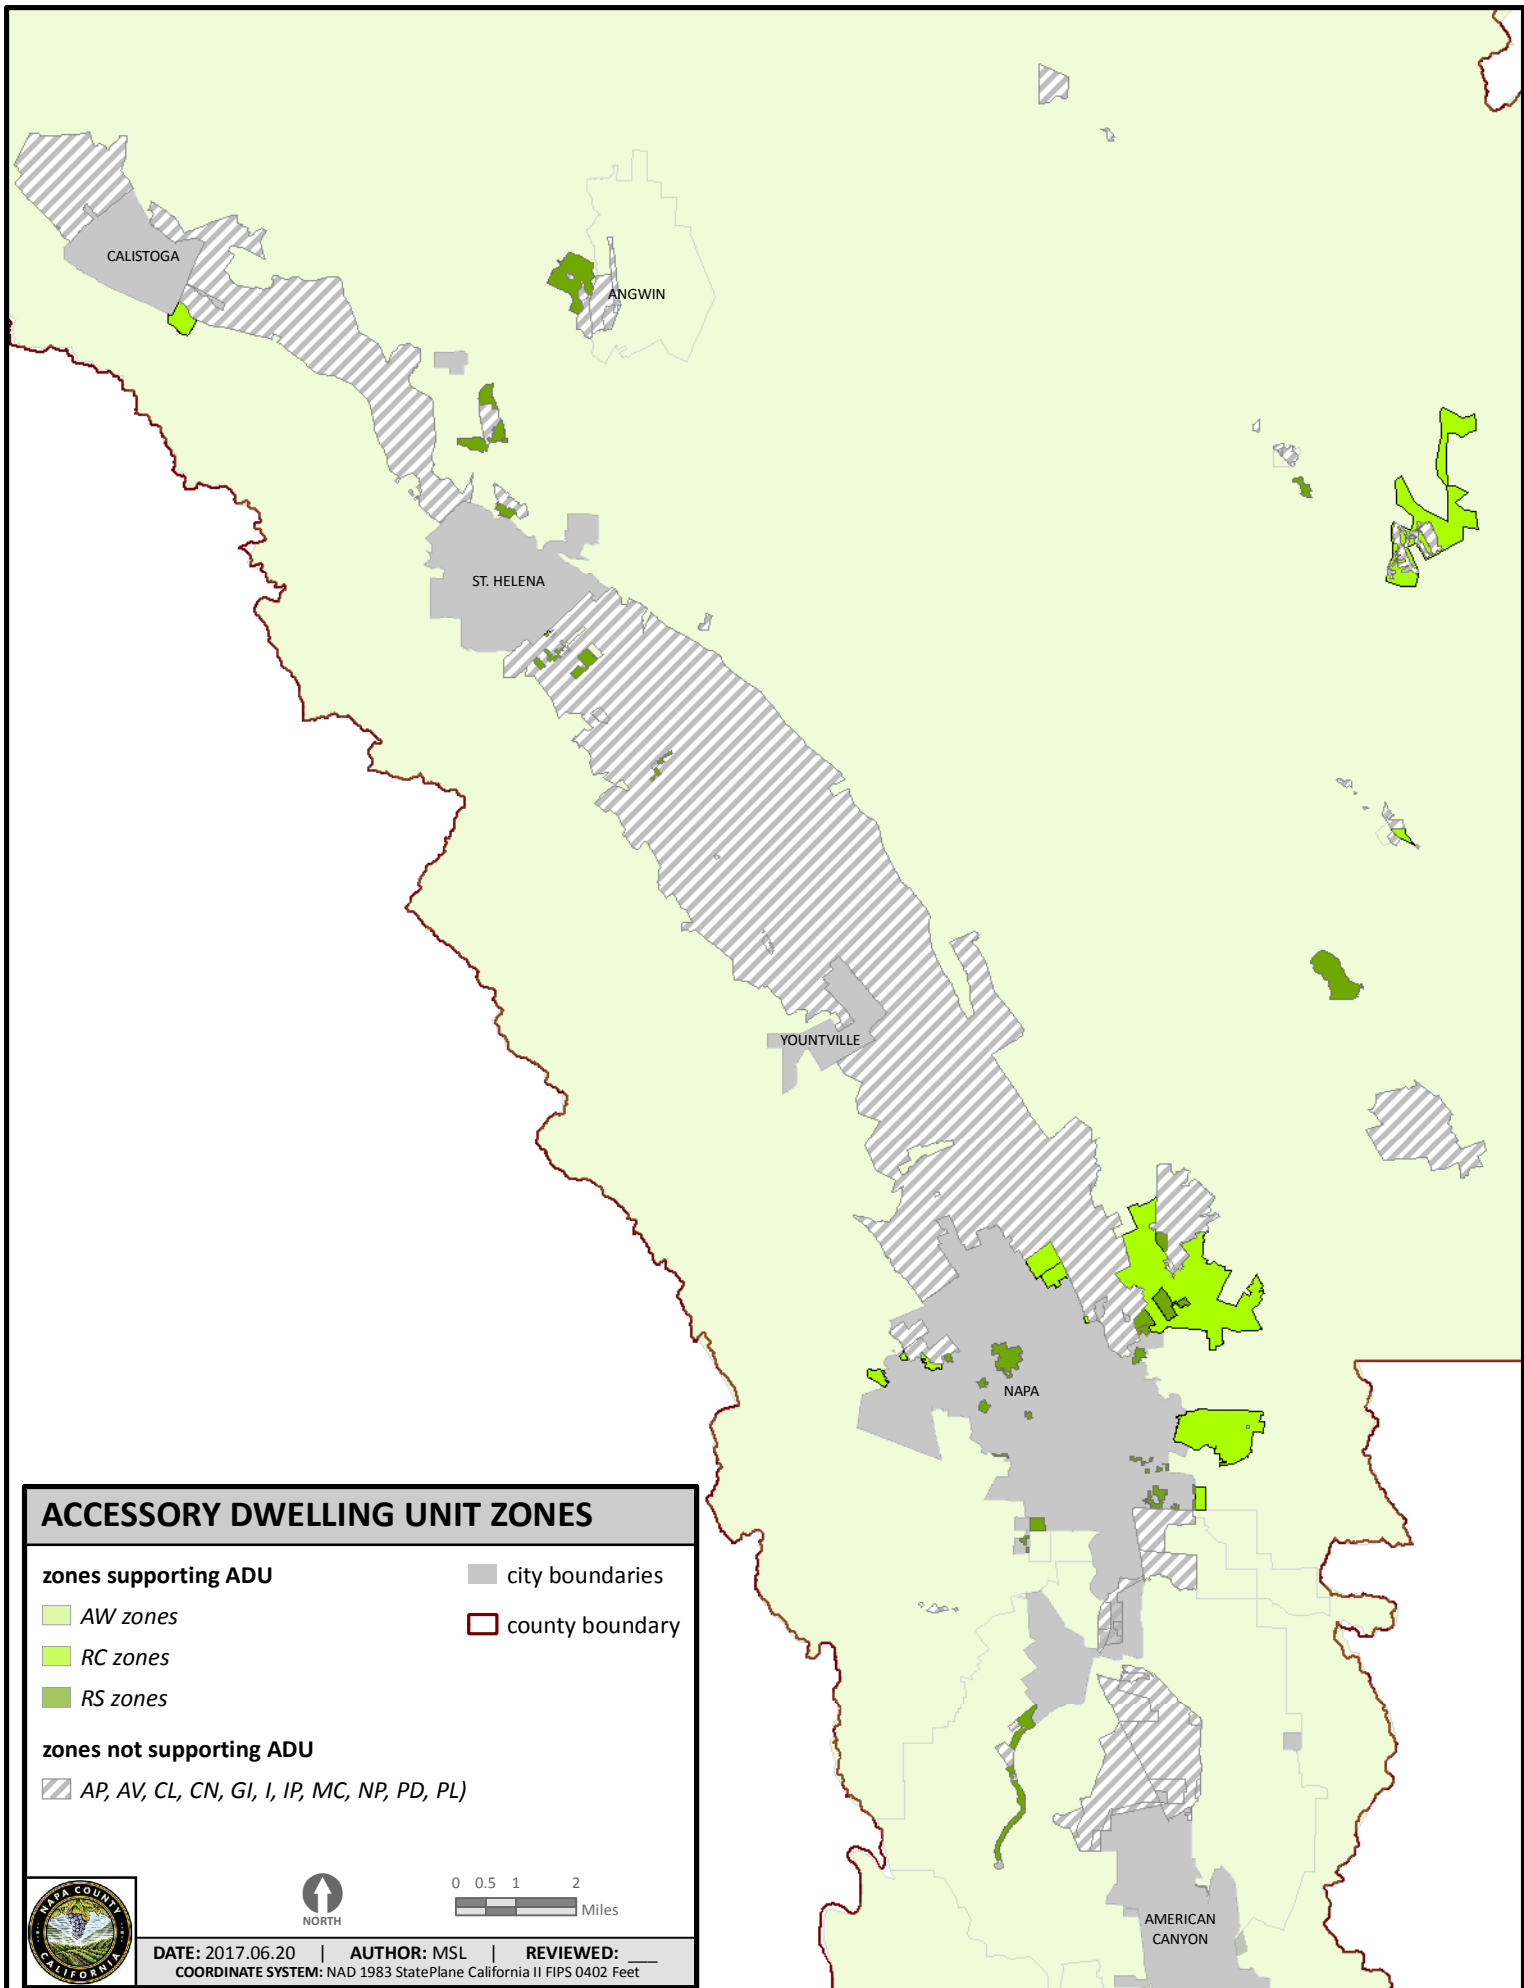 CALISTOGA
ANGWIN
ST. HELENA
YOUNTVILLE
NAPA
AMERICAN
CANYON
ACCESSORY DWELLING UNIT ZONES
zones supporting ADU
AW zones
RC zones
RS zones
city boundaries
county boundary
zones not supporting ADU
AP, AV, CL, CN, GI, I, IP, MC, NP, PD, PL)
NORTH
0 0.5 1 2
Miles
NAPA COUNTY
CALIFORNIA
DATE: 2017.06.20 | AUTHOR: MSL | REVIEWED: ___
COORDINATE SYSTEM: NAD 1983 StatePlane California II FIPS 0402 Feet